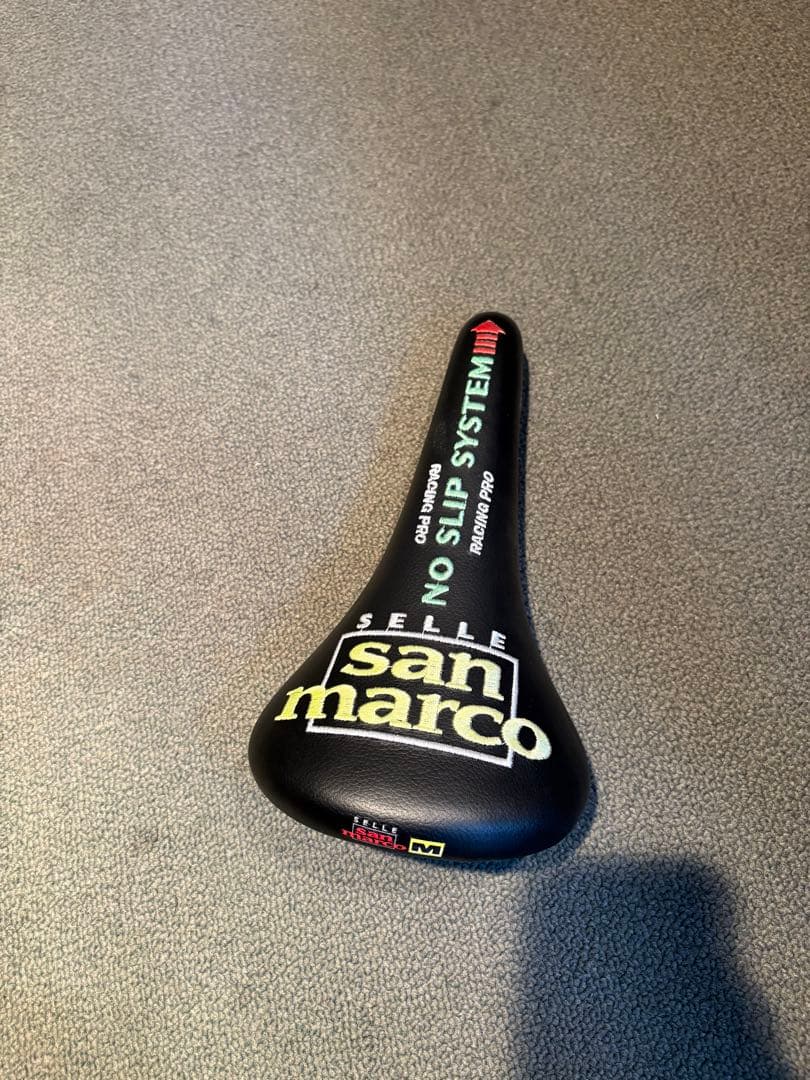 NO SLIP SYSTEM
RACING PRO
RACING PRO
SELLE
san
marco
SELLE
san
marco
M